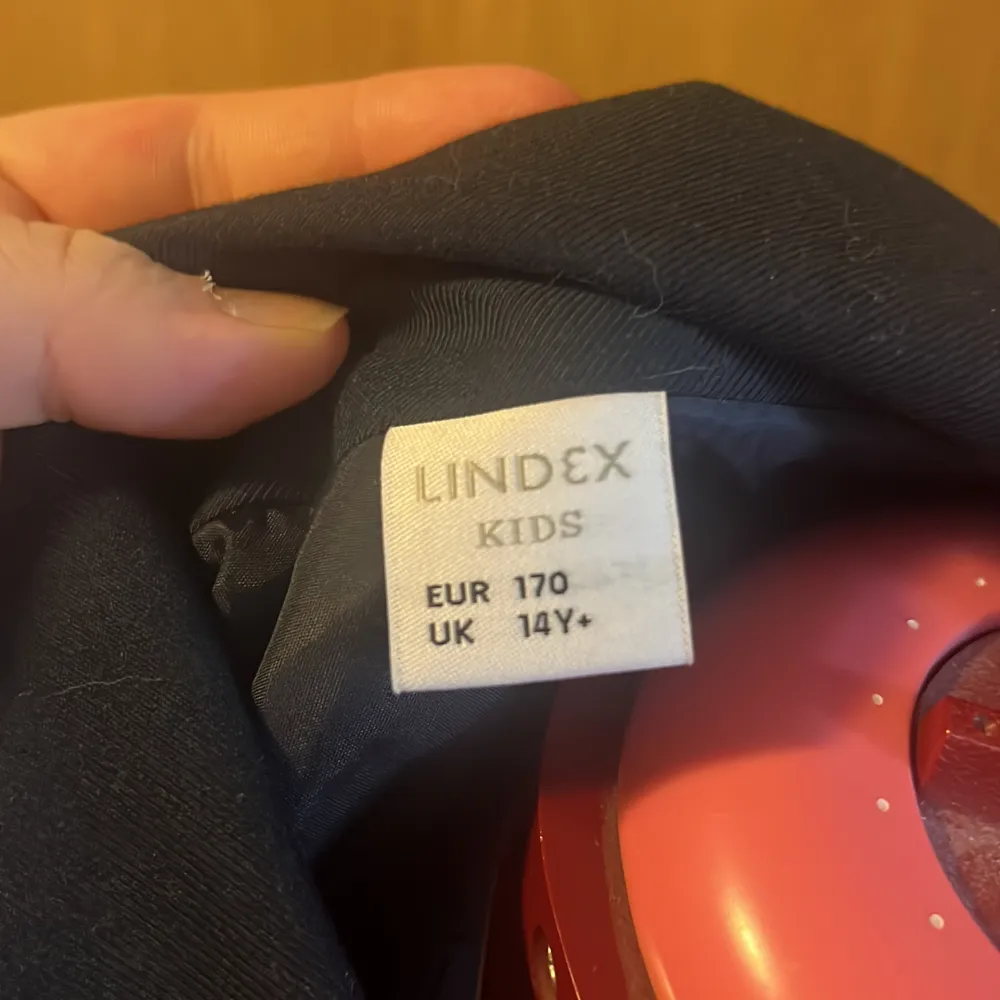 LINDEX
KIDS
EUR 170
UK 14Y+